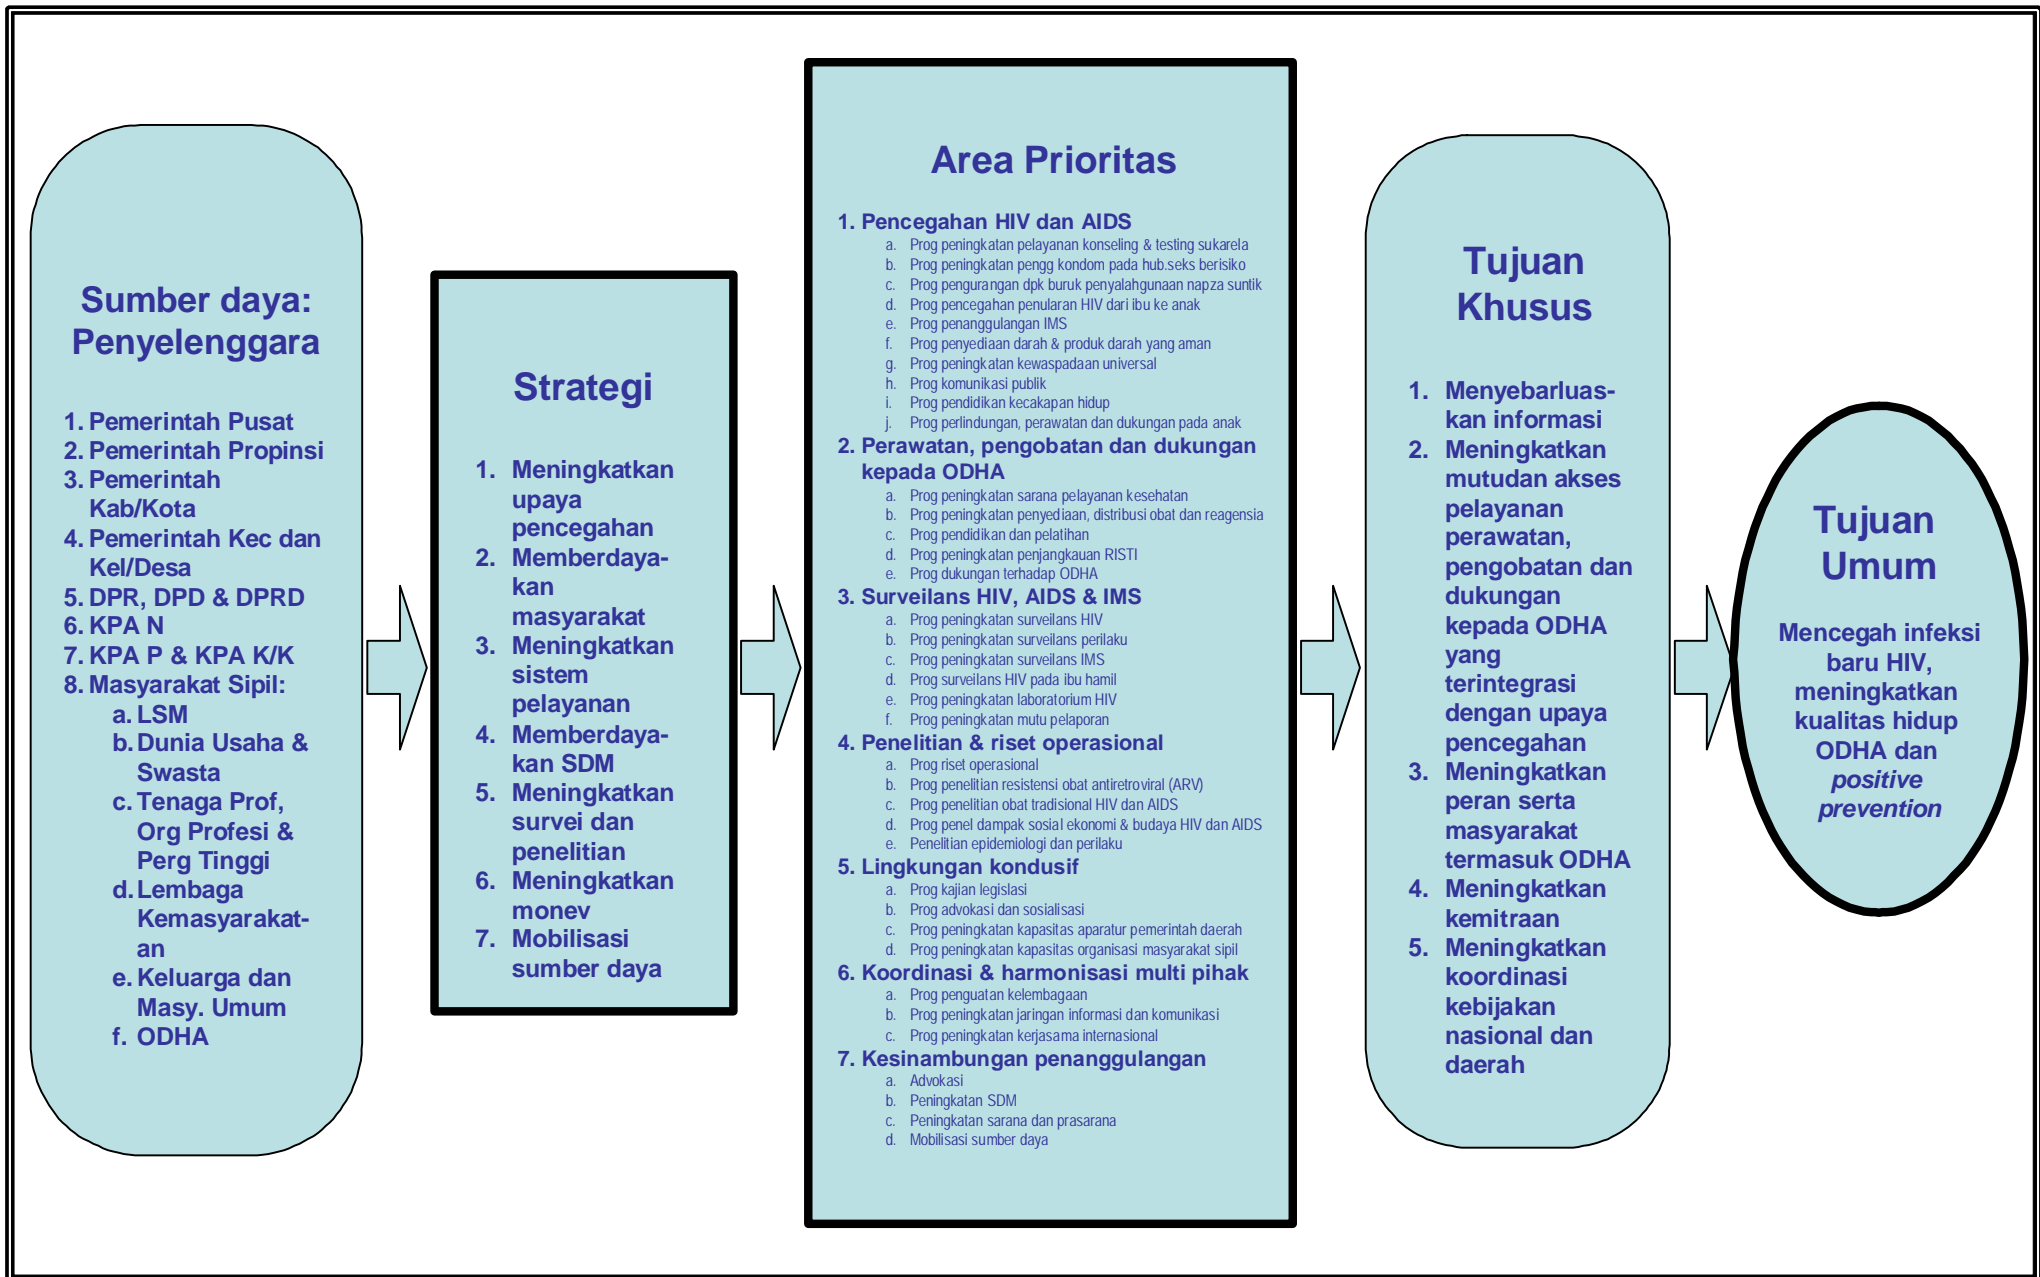 Sumber daya:
Penyelenggara
1. Pemerintah Pusat
2. Pemerintah Propinsi
3. Pemerintah
Kab/Kota
4. Pemerintah Kec dan
Kel/Desa
5. DPR, DPD & DPRD
6. KPA N
7. KPA P & KPA K/K
8. Masyarakat Sipil:
a. LSM
b. Dunia Usaha &
Swasta
c. Tenaga Prof,
Org Profesi &
Perg Tinggi
d. Lembaga
Kemasyarakat-
an
e. Keluarga dan
Masy. Umum
f. ODHA
Strategi
1. Meningkatkan
upaya
pencegahan
2. Memberdaya-
kan
masyarakat
3. Meningkatkan
sistem
pelayanan
4. Memberdaya-
kan SDM
5. Meningkatkan
survei dan
penelitian
6. Meningkatkan
monev
7. Mobilisasi
sumber daya
Area Prioritas
1. Pencegahan HIV dan AIDS
a. Prog peningkatan pelayanan konseling & testing sukarela
b. Prog peningkatan pengg kondom pada hub.seks berisiko
c. Prog pengurangan dpk buruk penyalahgunaan napza suntik
d. Prog pencegahan penularan HIV dari ibu ke anak
e. Prog penanggulangan IMS
f. Prog penyediaan darah & produk darah yang aman
g. Prog peningkatan kewaspadaan universal
h. Prog komunikasi publik
i. Prog pendidikan kecakapan hidup
j. Prog perlindungan, perawatan dan dukungan pada anak
2. Perawatan, pengobatan dan dukungan
kepada ODHA
a. Prog peningkatan sarana pelayanan kesehatan
b. Prog peningkatan penyediaan, distribusi obat dan reagensia
c. Prog pendidikan dan pelatihan
d. Prog peningkatan penjangkauan RISTI
e. Prog dukungan terhadap ODHA
3. Surveilans HIV, AIDS & IMS
a. Prog peningkatan surveilans HIV
b. Prog peningkatan surveilans perilaku
c. Prog peningkatan surveilans IMS
d. Prog surveilans HIV pada ibu hamil
e. Prog peningkatan laboratorium HIV
f. Prog peningkatan mutu pelaporan
4. Penelitian & riset operasional
a. Prog riset operasional
b. Prog penelitian resistensi obat antiretroviral (ARV)
c. Prog penelitian obat tradisional HIV dan AIDS
d. Prog penel dampak sosial ekonomi & budaya HIV dan AIDS
e. Penelitian epidemiologi dan perilaku
5. Lingkungan kondusif
a. Prog kajian legislasi
b. Prog advokasi dan sosialisasi
c. Prog peningkatan kapasitas aparatur pemerintah daerah
d. Prog peningkatan kapasitas organisasi masyarakat sipil
6. Koordinasi & harmonisasi multi pihak
a. Prog penguatan kelembagaan
b. Prog peningkatan jaringan informasi dan komunikasi
c. Prog peningkatan kerjasama internasional
7. Kesinambungan penanggulangan
a. Advokasi
b. Peningkatan SDM
c. Peningkatan sarana dan prasarana
d. Mobilisasi sumber daya
Tujuan
Khusus
1. Menyebarluas-
kan informasi
2. Meningkatkan
mutudan akses
pelayanan
perawatan,
pengobatan dan
dukungan
kepada ODHA
yang
terintegrasi
dengan upaya
pencegahan
3. Meningkatkan
peran serta
masyarakat
termasuk ODHA
4. Meningkatkan
kemitraan
5. Meningkatkan
koordinasi
kebijakan
nasional dan
daerah
Tujuan
Umum
Mencegah infeksi
baru HIV,
meningkatkan
kualitas hidup
ODHA dan
positive
prevention